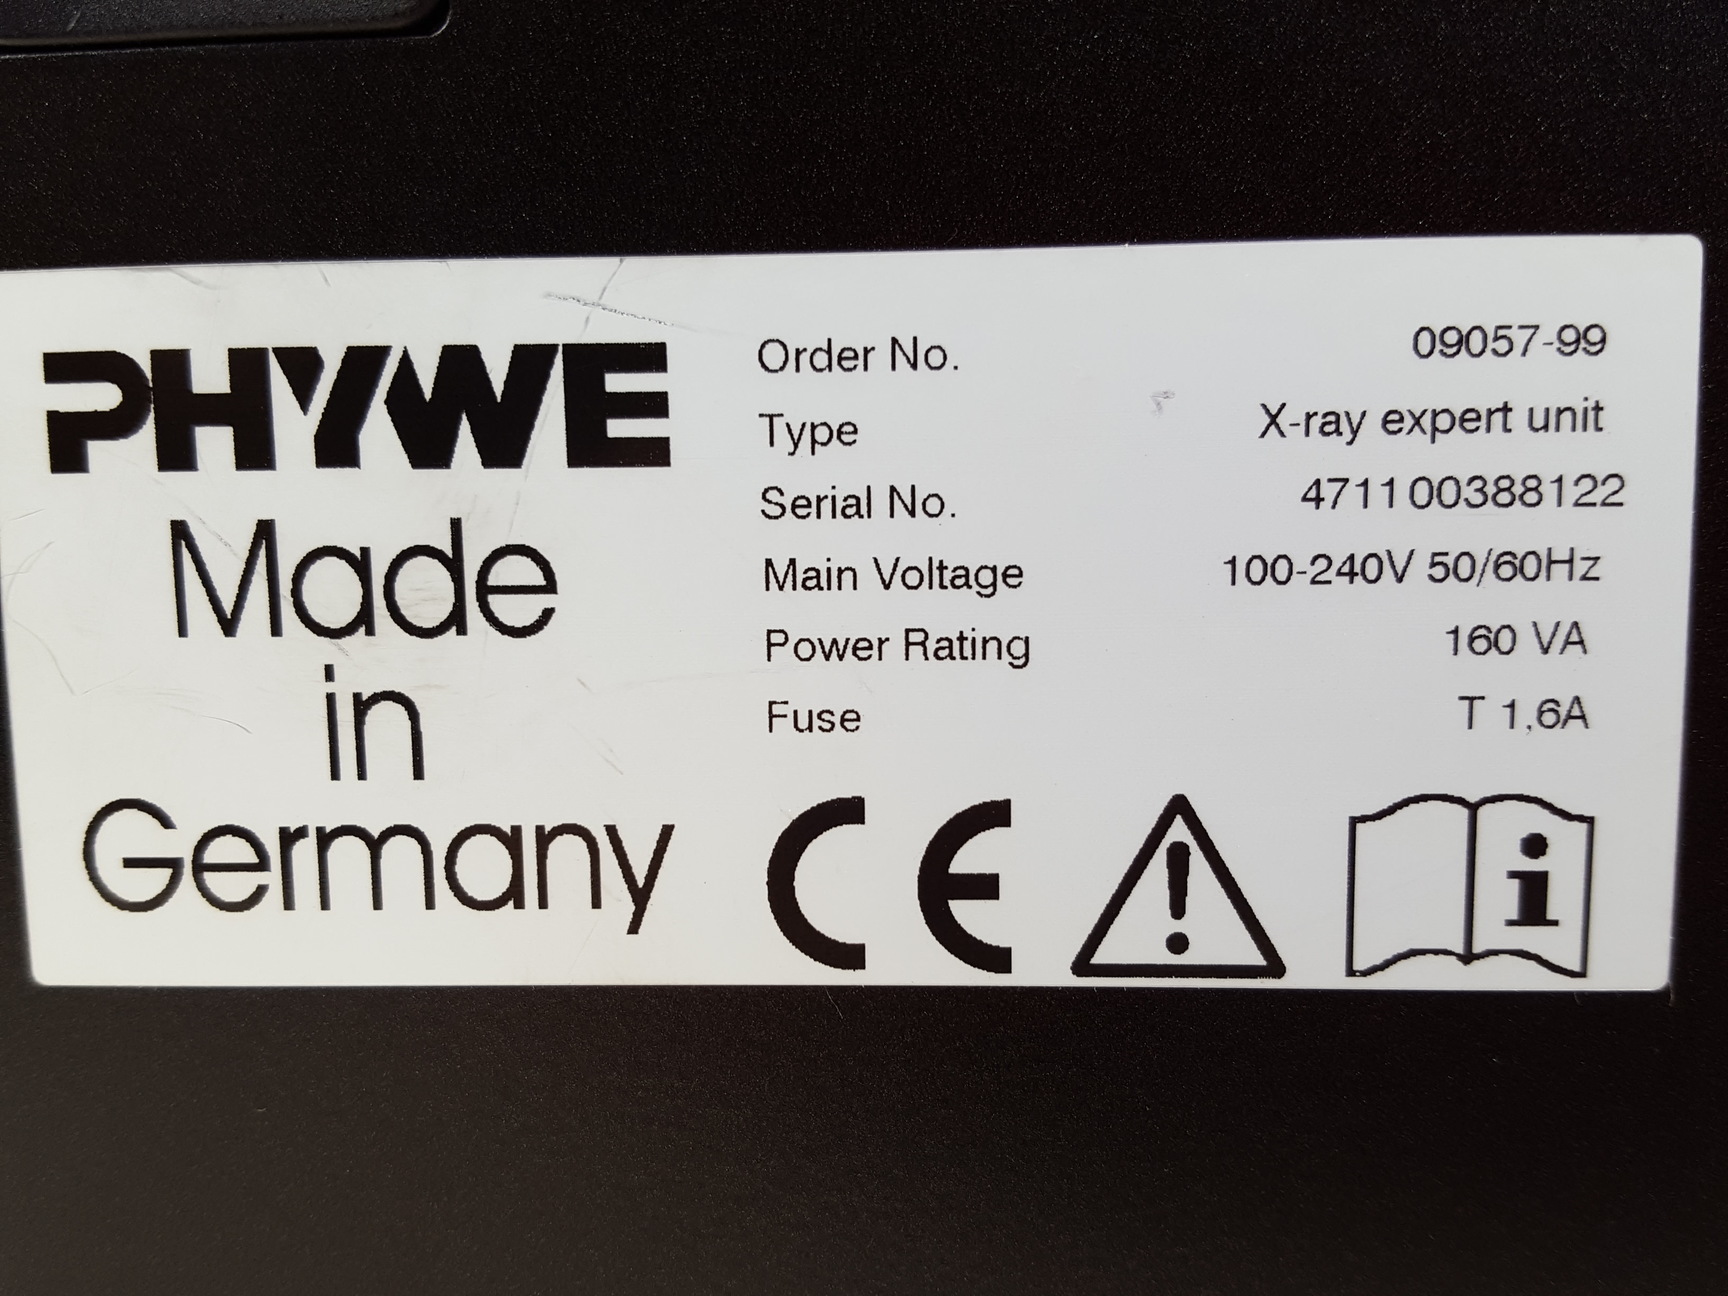 PHYWE
Made
in
Germany
Order No. 09057-99
Type X-ray expert unit
Serial No. 471100388122
Main Voltage 100-240V 50/60Hz
Power Rating 160 VA
Fuse T 1,6A
CE